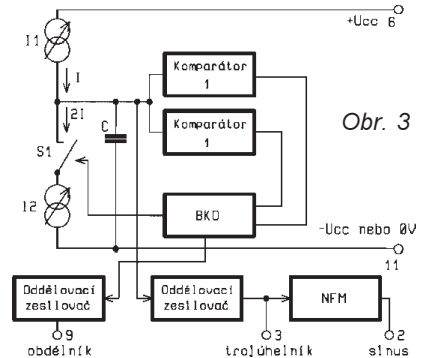 +Ucc 6
I1
I
Komparátor
1
2I
C
Komparátor
1
Obr. 3
S1
I2
BKO
-Ucc nebo 0V
11
Oddělovací
zesilovač
Oddělovací
zesilovač
NFM
9
3
2
obdélník
trojúhelník
sinus